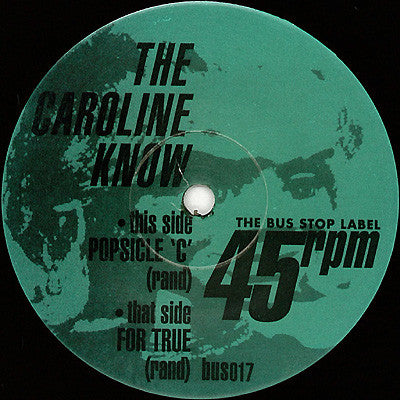 THE
CAROLINE
KNOW
• this side
POPSICLE 'C'
(rand)
• that side
FOR TRUE
(rand) bus017
THE BUS STOP LABEL
45rpm